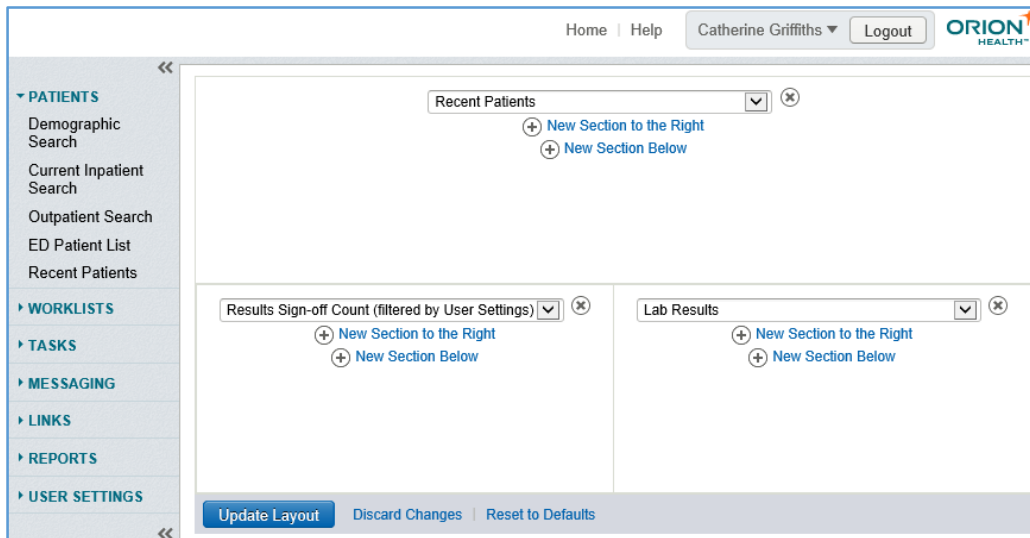 Home | Help Catherine Griffiths Logout ORION HEALTH™
PATIENTS
Demographic
Search
Current Inpatient
Search
Outpatient Search
ED Patient List
Recent Patients
WORKLISTS
TASKS
MESSAGING
LINKS
REPORTS
USER SETTINGS
Recent Patients
New Section to the Right
New Section Below
Results Sign-off Count (filtered by User Settings)
New Section to the Right
New Section Below
Lab Results
New Section to the Right
New Section Below
Update Layout Discard Changes | Reset to Defaults